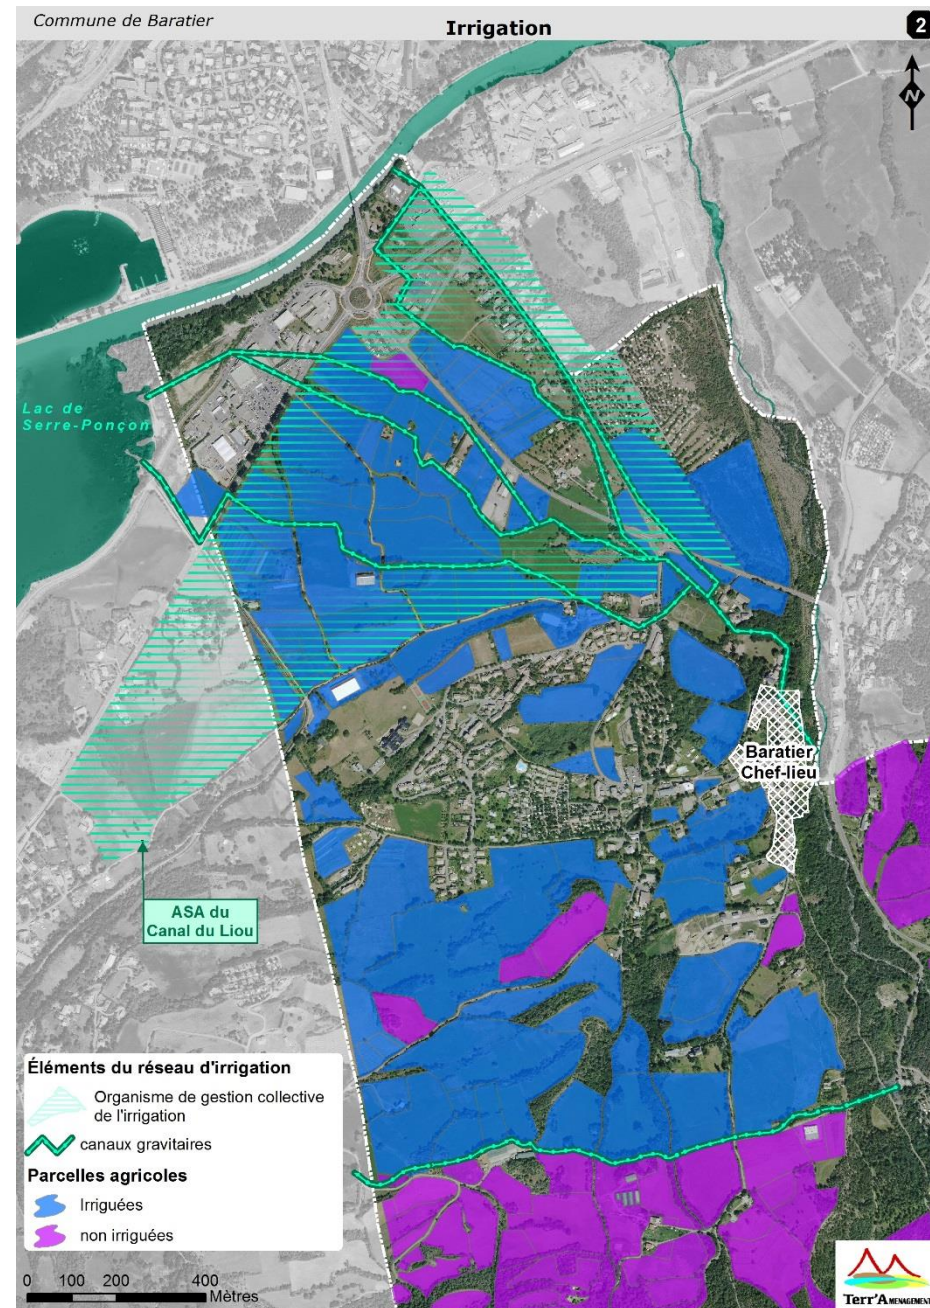 Commune de Baratier
Irrigation
2
N
Lac de
Serre-Ponçon
Baratier
Chef-lieu
ASA du
Canal du Liou
Éléments du réseau d'irrigation
Organisme de gestion collective
de l'irrigation
canaux gravitaires
Parcelles agricoles
Irriguées
non irriguées
0 100 200 400
Mètres
Terr'A MENAGEMENT